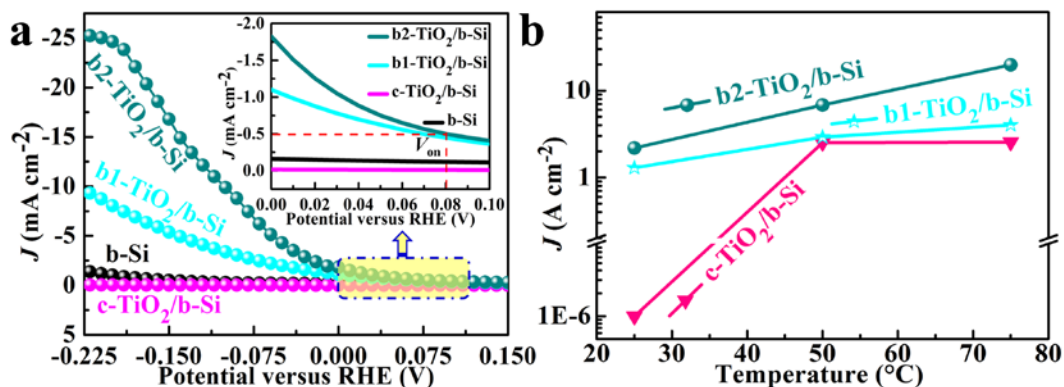 a
J (mA cm-2)
-25
-20
-15
-10
-5
0
5
b2-TiO2/b-Si
b1-TiO2/b-Si
b-Si
c-TiO2/b-Si
-0.225 -0.150 -0.075 0.000 0.075 0.150
Potential versus RHE (V)
J (mA cm-2)
-2.0
-1.5
-1.0
-0.5
0.0
b2-TiO2/b-Si
b1-TiO2/b-Si
c-TiO2/b-Si
b-Si
Von
0.00 0.02 0.04 0.06 0.08 0.10
Potential versus RHE (V)
b
J (A cm-2)
10
1
1E-6
b2-TiO2/b-Si
b1-TiO2/b-Si
c-TiO2/b-Si
20 30 40 50 60 70 80
Temperature (°C)